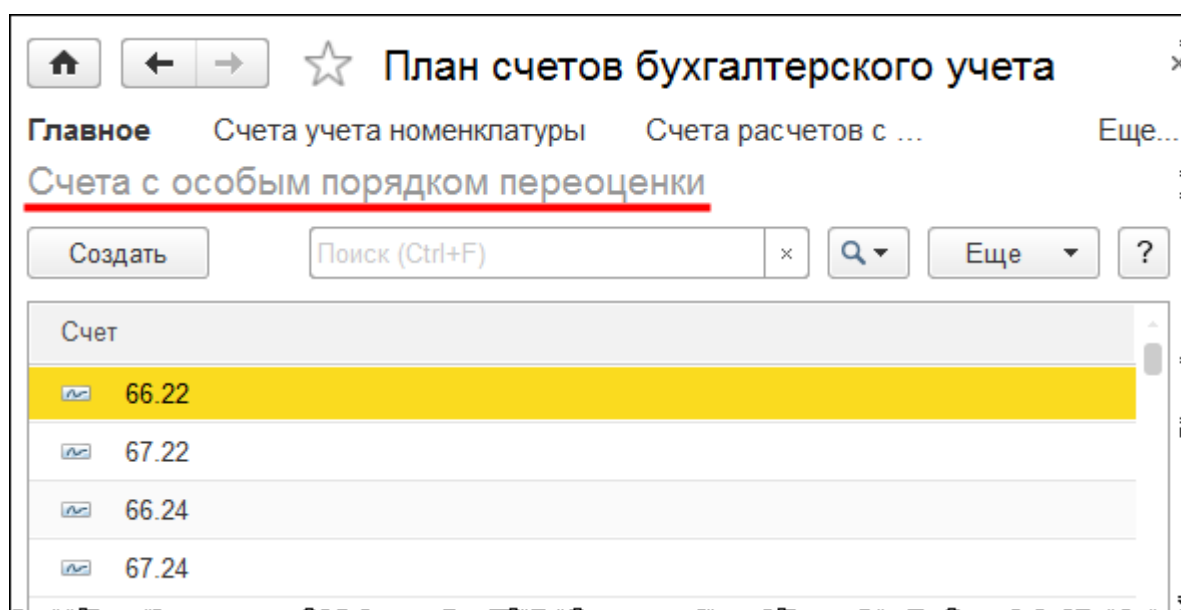 План счетов бухгалтерского учета
Главное Счета учета номенклатуры Счета расчетов с ... Еще...
Счета с особым порядком переоценки
Создать Поиск (Ctrl+F) × Еще ?
Счет
66.22
67.22
66.24
67.24